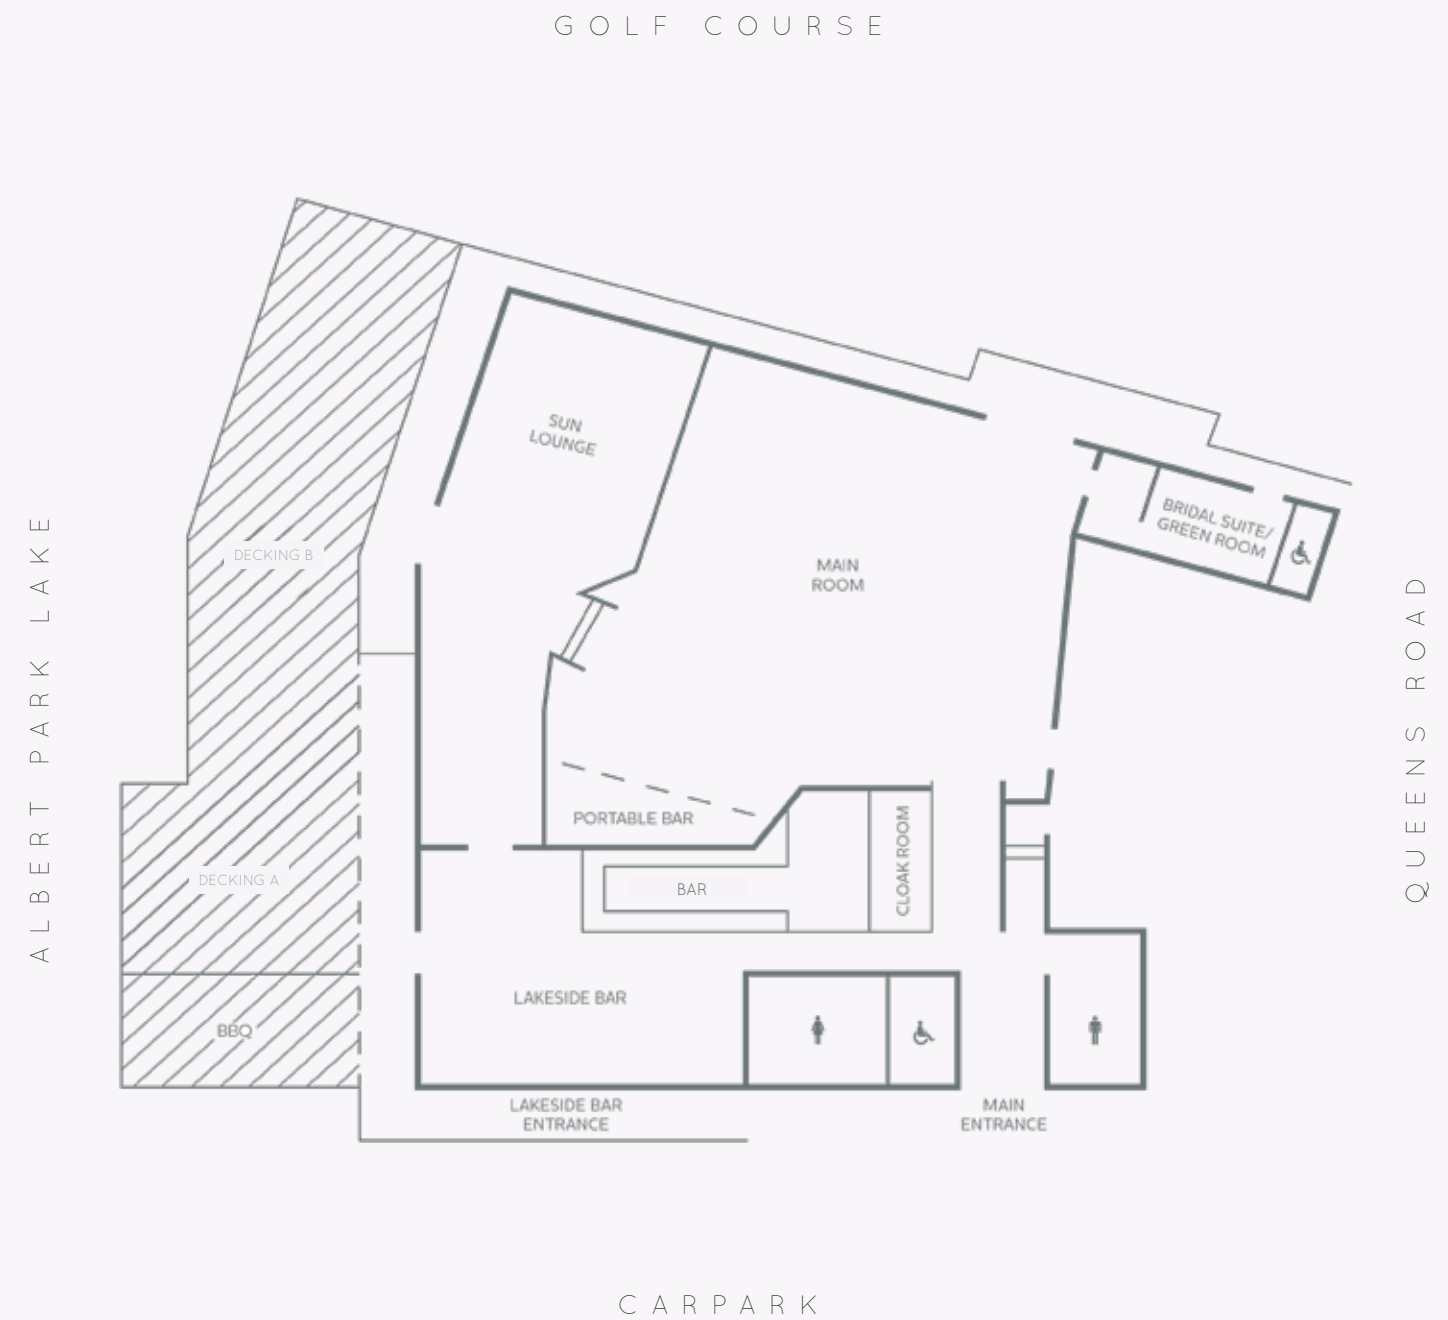 GOLF COURSE
SUN
LOUNGE
BRIDAL SUITE/
GREEN ROOM
DECKING B
MAIN
ROOM
ALBERT PARK LAKE
QUEENS ROAD
PORTABLE BAR
CLOAK ROOM
DECKING A
BAR
LAKESIDE BAR
BBQ
LAKESIDE BAR
ENTRANCE
MAIN
ENTRANCE
CARPARK